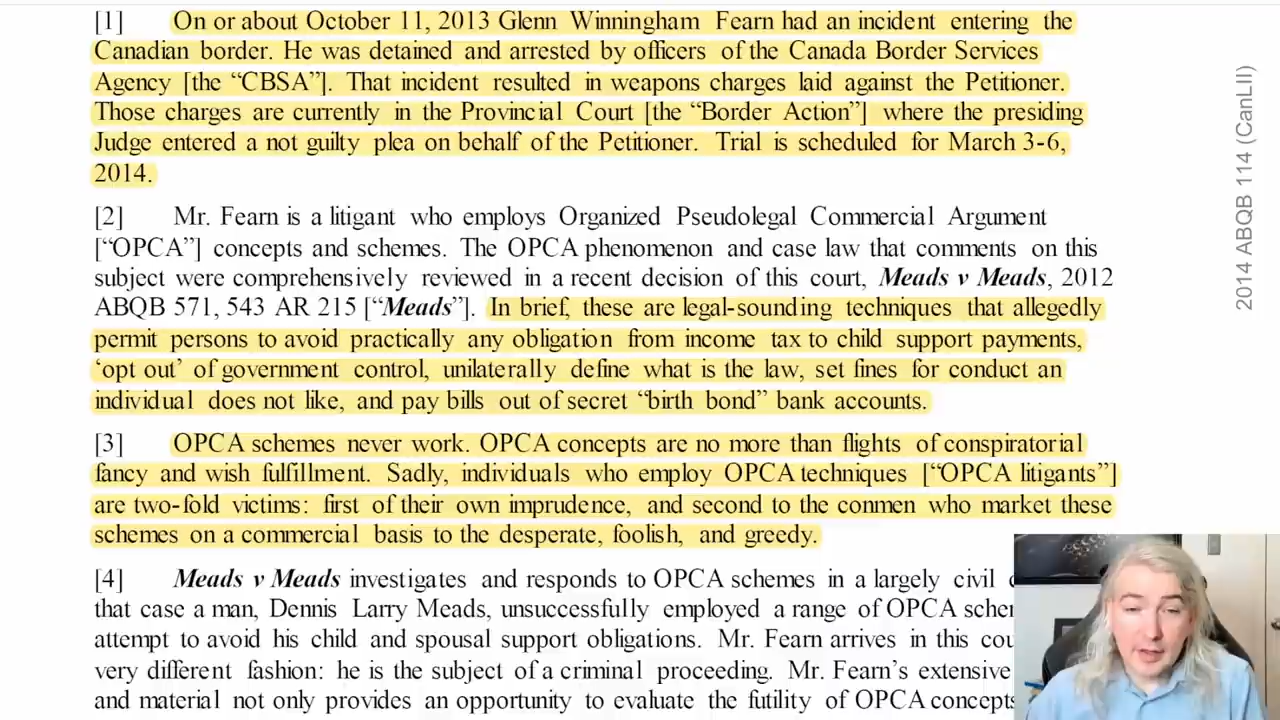 [1] On or about October 11, 2013 Glenn Winningham Fearn had an incident entering the
Canadian border. He was detained and arrested by officers of the Canada Border Services
Agency [the “CBSA”]. That incident resulted in weapons charges laid against the Petitioner.
Those charges are currently in the Provincial Court [the “Border Action”] where the presiding
Judge entered a not guilty plea on behalf of the Petitioner. Trial is scheduled for March 3-6,
2014.
[2] Mr. Fearn is a litigant who employs Organized Pseudolegal Commercial Argument
[“OPCA”] concepts and schemes. The OPCA phenomenon and case law that comments on this
subject were comprehensively reviewed in a recent decision of this court, Meads v Meads, 2012
ABQB 571, 543 AR 215 [“Meads”]. In brief, these are legal-sounding techniques that allegedly
permit persons to avoid practically any obligation from income tax to child support payments,
‘opt out’ of government control, unilaterally define what is the law, set fines for conduct an
individual does not like, and pay bills out of secret “birth bond” bank accounts.
[3] OPCA schemes never work. OPCA concepts are no more than flights of conspiratorial
fancy and wish fulfillment. Sadly, individuals who employ OPCA techniques [“OPCA litigants”]
are two-fold victims: first of their own imprudence, and second to the conmen who market these
schemes on a commercial basis to the desperate, foolish, and greedy.
[4] Meads v Meads investigates and responds to OPCA schemes in a largely civil
that case a man, Dennis Larry Meads, unsuccessfully employed a range of OPCA
attempt to avoid his child and spousal support obligations. Mr. Fearn arrives in this
very different fashion: he is the subject of a criminal proceeding. Mr. Fearn’s extensive
and material not only provides an opportunity to evaluate the futility of OPCA concepts
2014 ABQB 114 (CanLII)